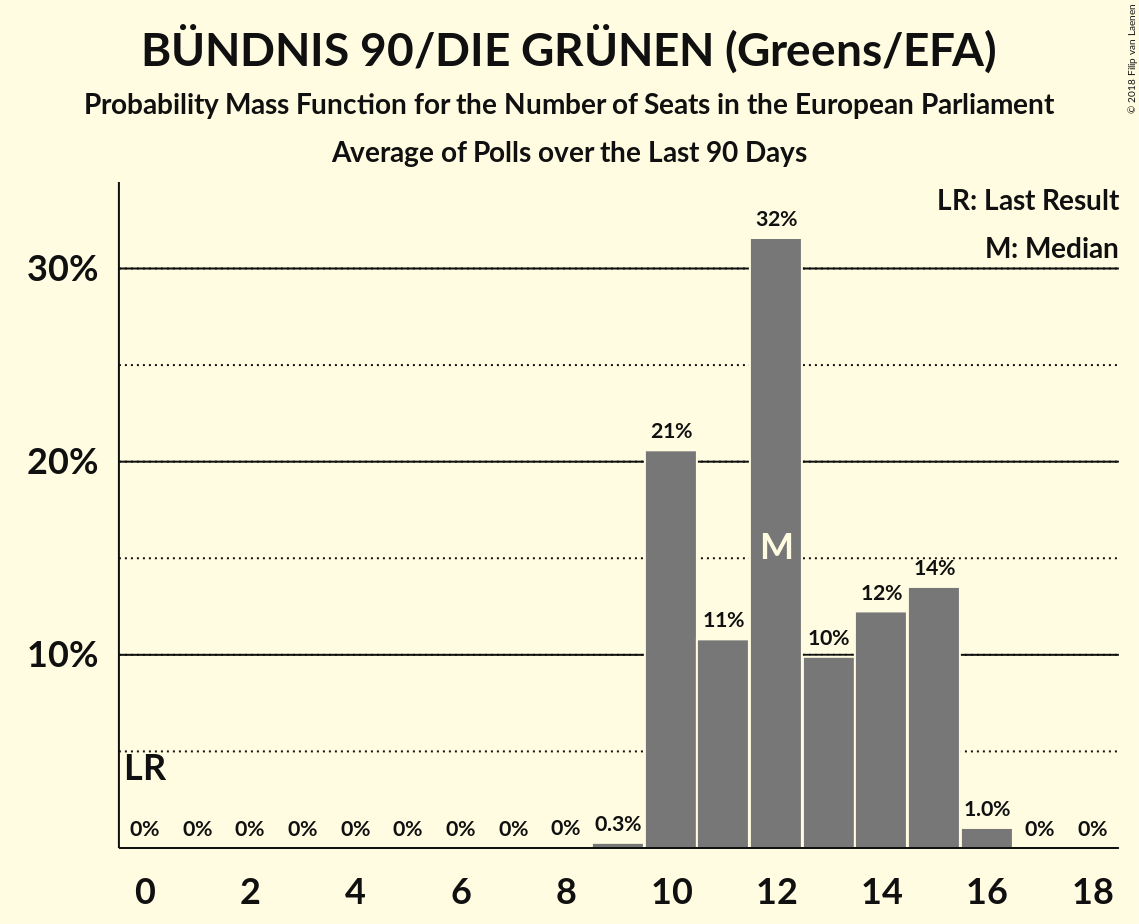 BÜNDNIS 90/DIE GRÜNEN (Greens/EFA)
Probability Mass Function for the Number of Seats in the European Parliament
Average of Polls over the Last 90 Days
© 2018 Filip van Laenen
LR: Last Result
M: Median
32%
30%
21%
20%
M
14%
12%
11%
10%
10%
LR
0% 0% 0% 0% 0% 0% 0% 0% 0% 0.3% 1.0% 0% 0%
0 2 4 6 8 10 12 14 16 18